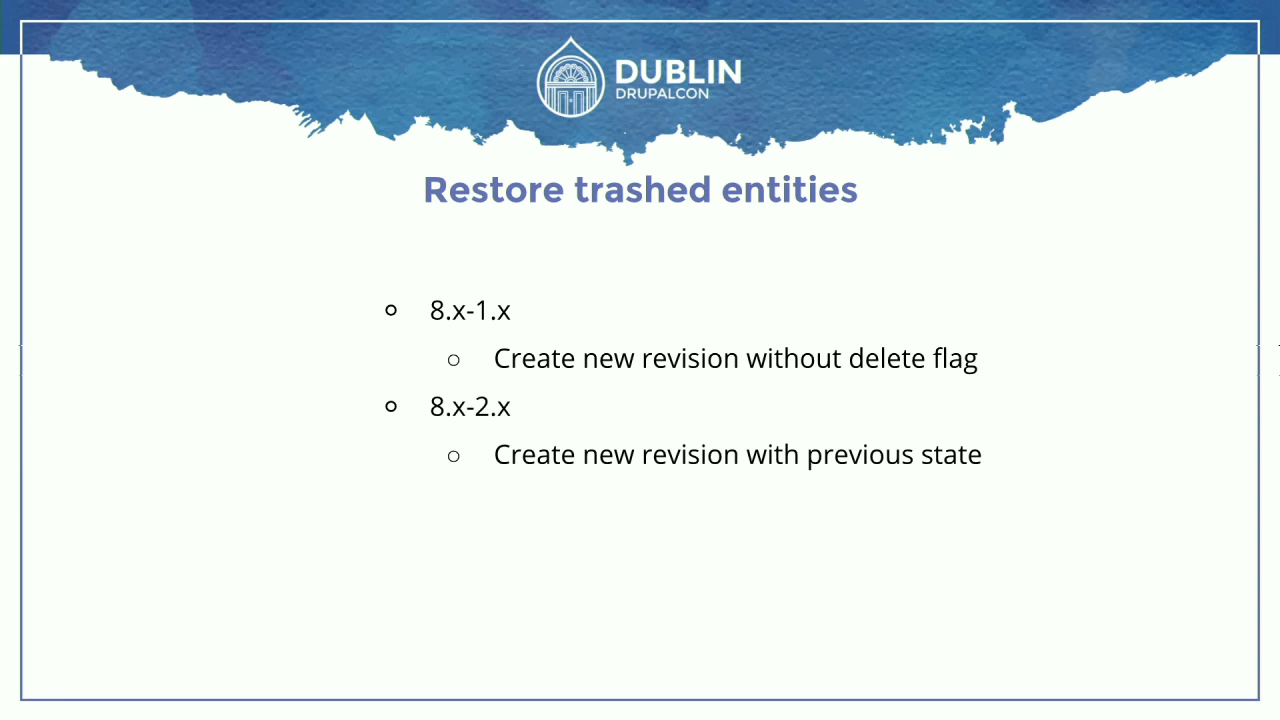 DUBLIN
DRUPALCON
Restore trashed entities
8.x-1.x
Create new revision without delete flag
8.x-2.x
Create new revision with previous state